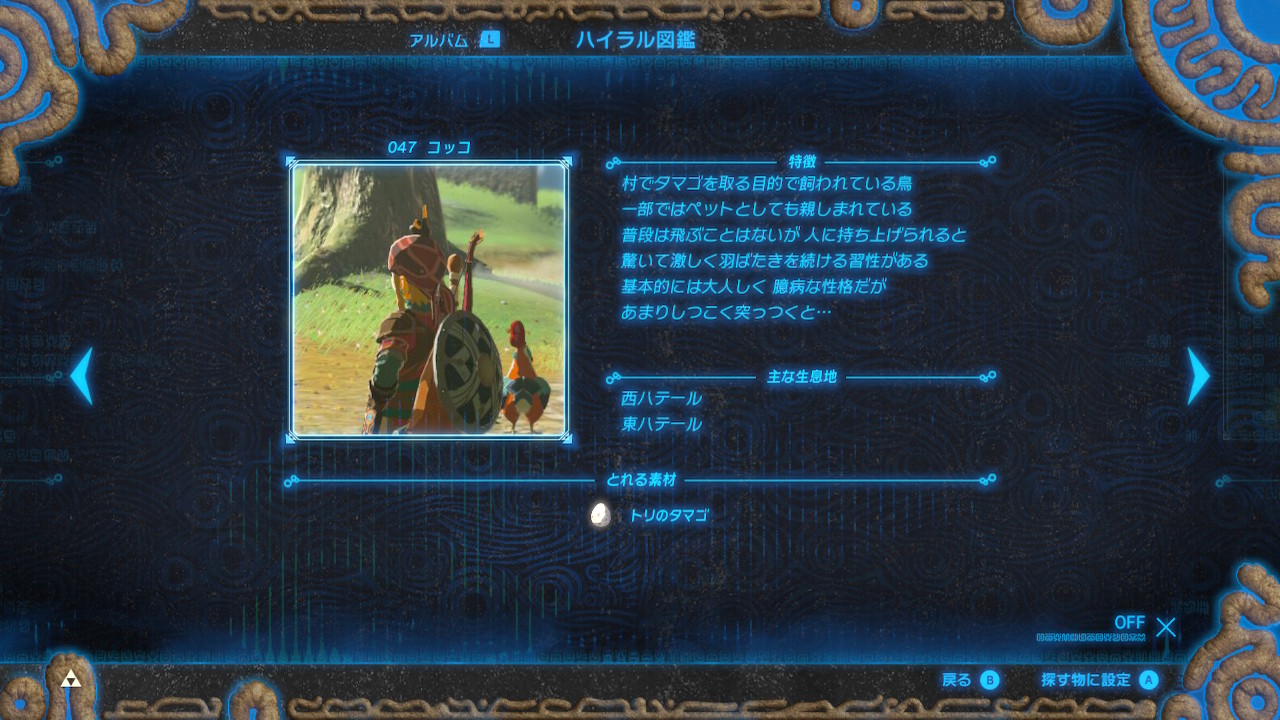 アルバム L
ハイラル図鑑
047 コッコ
特徴
村でタマゴを取る目的で飼われている鳥
一部ではペットとしても親しまれている
普段は飛ぶことはないが 人に持ち上げられると
驚いて激しく羽ばたきを続ける習性がある
基本的には大人しく 臆病な性格だが
あまりしつこく突っつくと…
主な生息地
西ハテール
東ハテール
とれる素材
トリのタマゴ
OFF
戻る B
探す物に設定 A